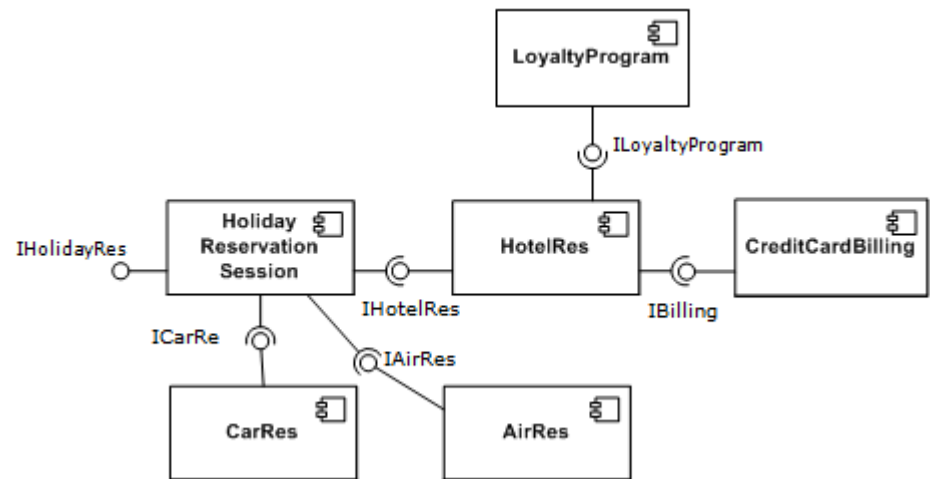 LoyaltyProgram
ILoyaltyProgram
Holiday
Reservation
Session
IHolidayRes
HotelRes
CreditCardBilling
IHotelRes
IBilling
ICarRe
IAirRes
CarRes
AirRes